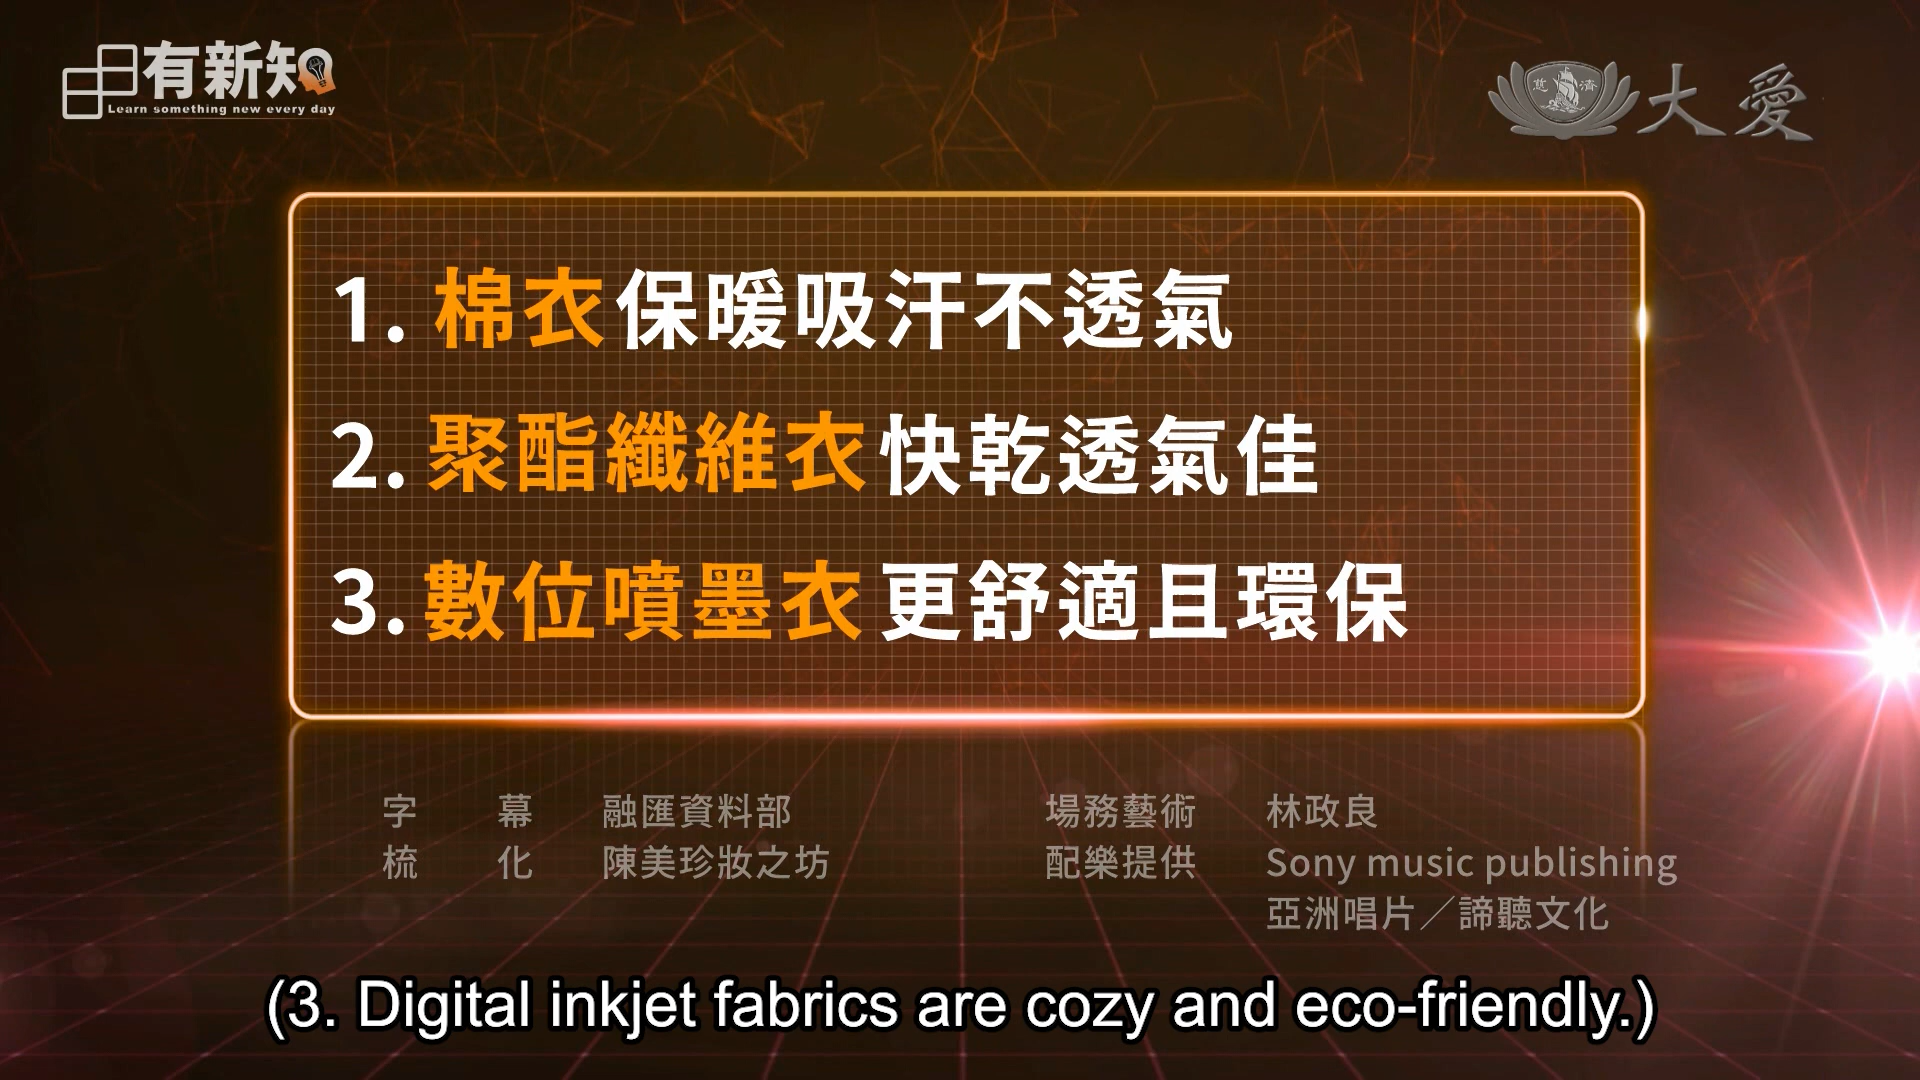 日日有新知
Learn something new every day
慈濟 大愛
1. 棉衣保暖吸汗不透氣
2. 聚酯纖維衣快乾透氣佳
3. 數位噴墨衣更舒適且環保
字幕 融匯資料部 場務藝術 林政良
梳化 陳美珍妝之坊 配樂提供 Sony music publishing
亞洲唱片／諦聽文化
(3. Digital inkjet fabrics are cozy and eco-friendly.)